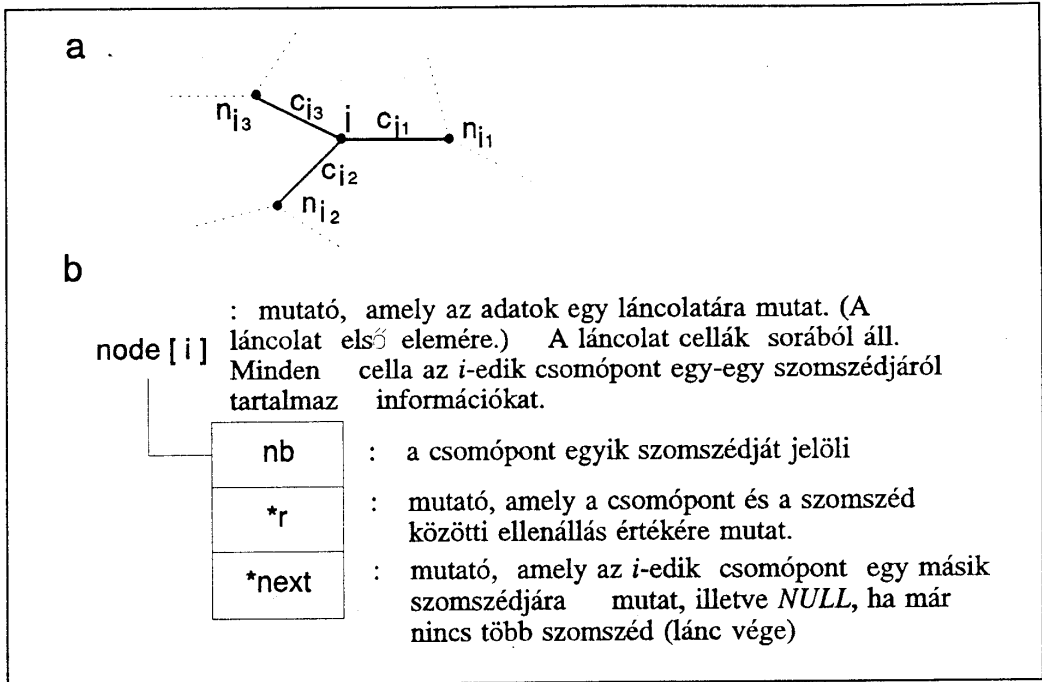 a
n_{i3} c_{i3} i c_{i1} n_{i1}
c_{i2}
n_{i2}
b
node [ i ]
: mutató, amely az adatok egy láncolatára mutat. (A
láncolat első elemére.) A láncolat cellák sorából áll.
Minden cella az i-edik csomópont egy-egy szomszédjáról
tartalmaz információkat.
nb : a csomópont egyik szomszédját jelöli
*r : mutató, amely a csomópont és a szomszéd
közötti ellenállás értékére mutat.
*next : mutató, amely az i-edik csomópont egy másik
szomszédjára mutat, illetve NULL, ha már
nincs több szomszéd (lánc vége)